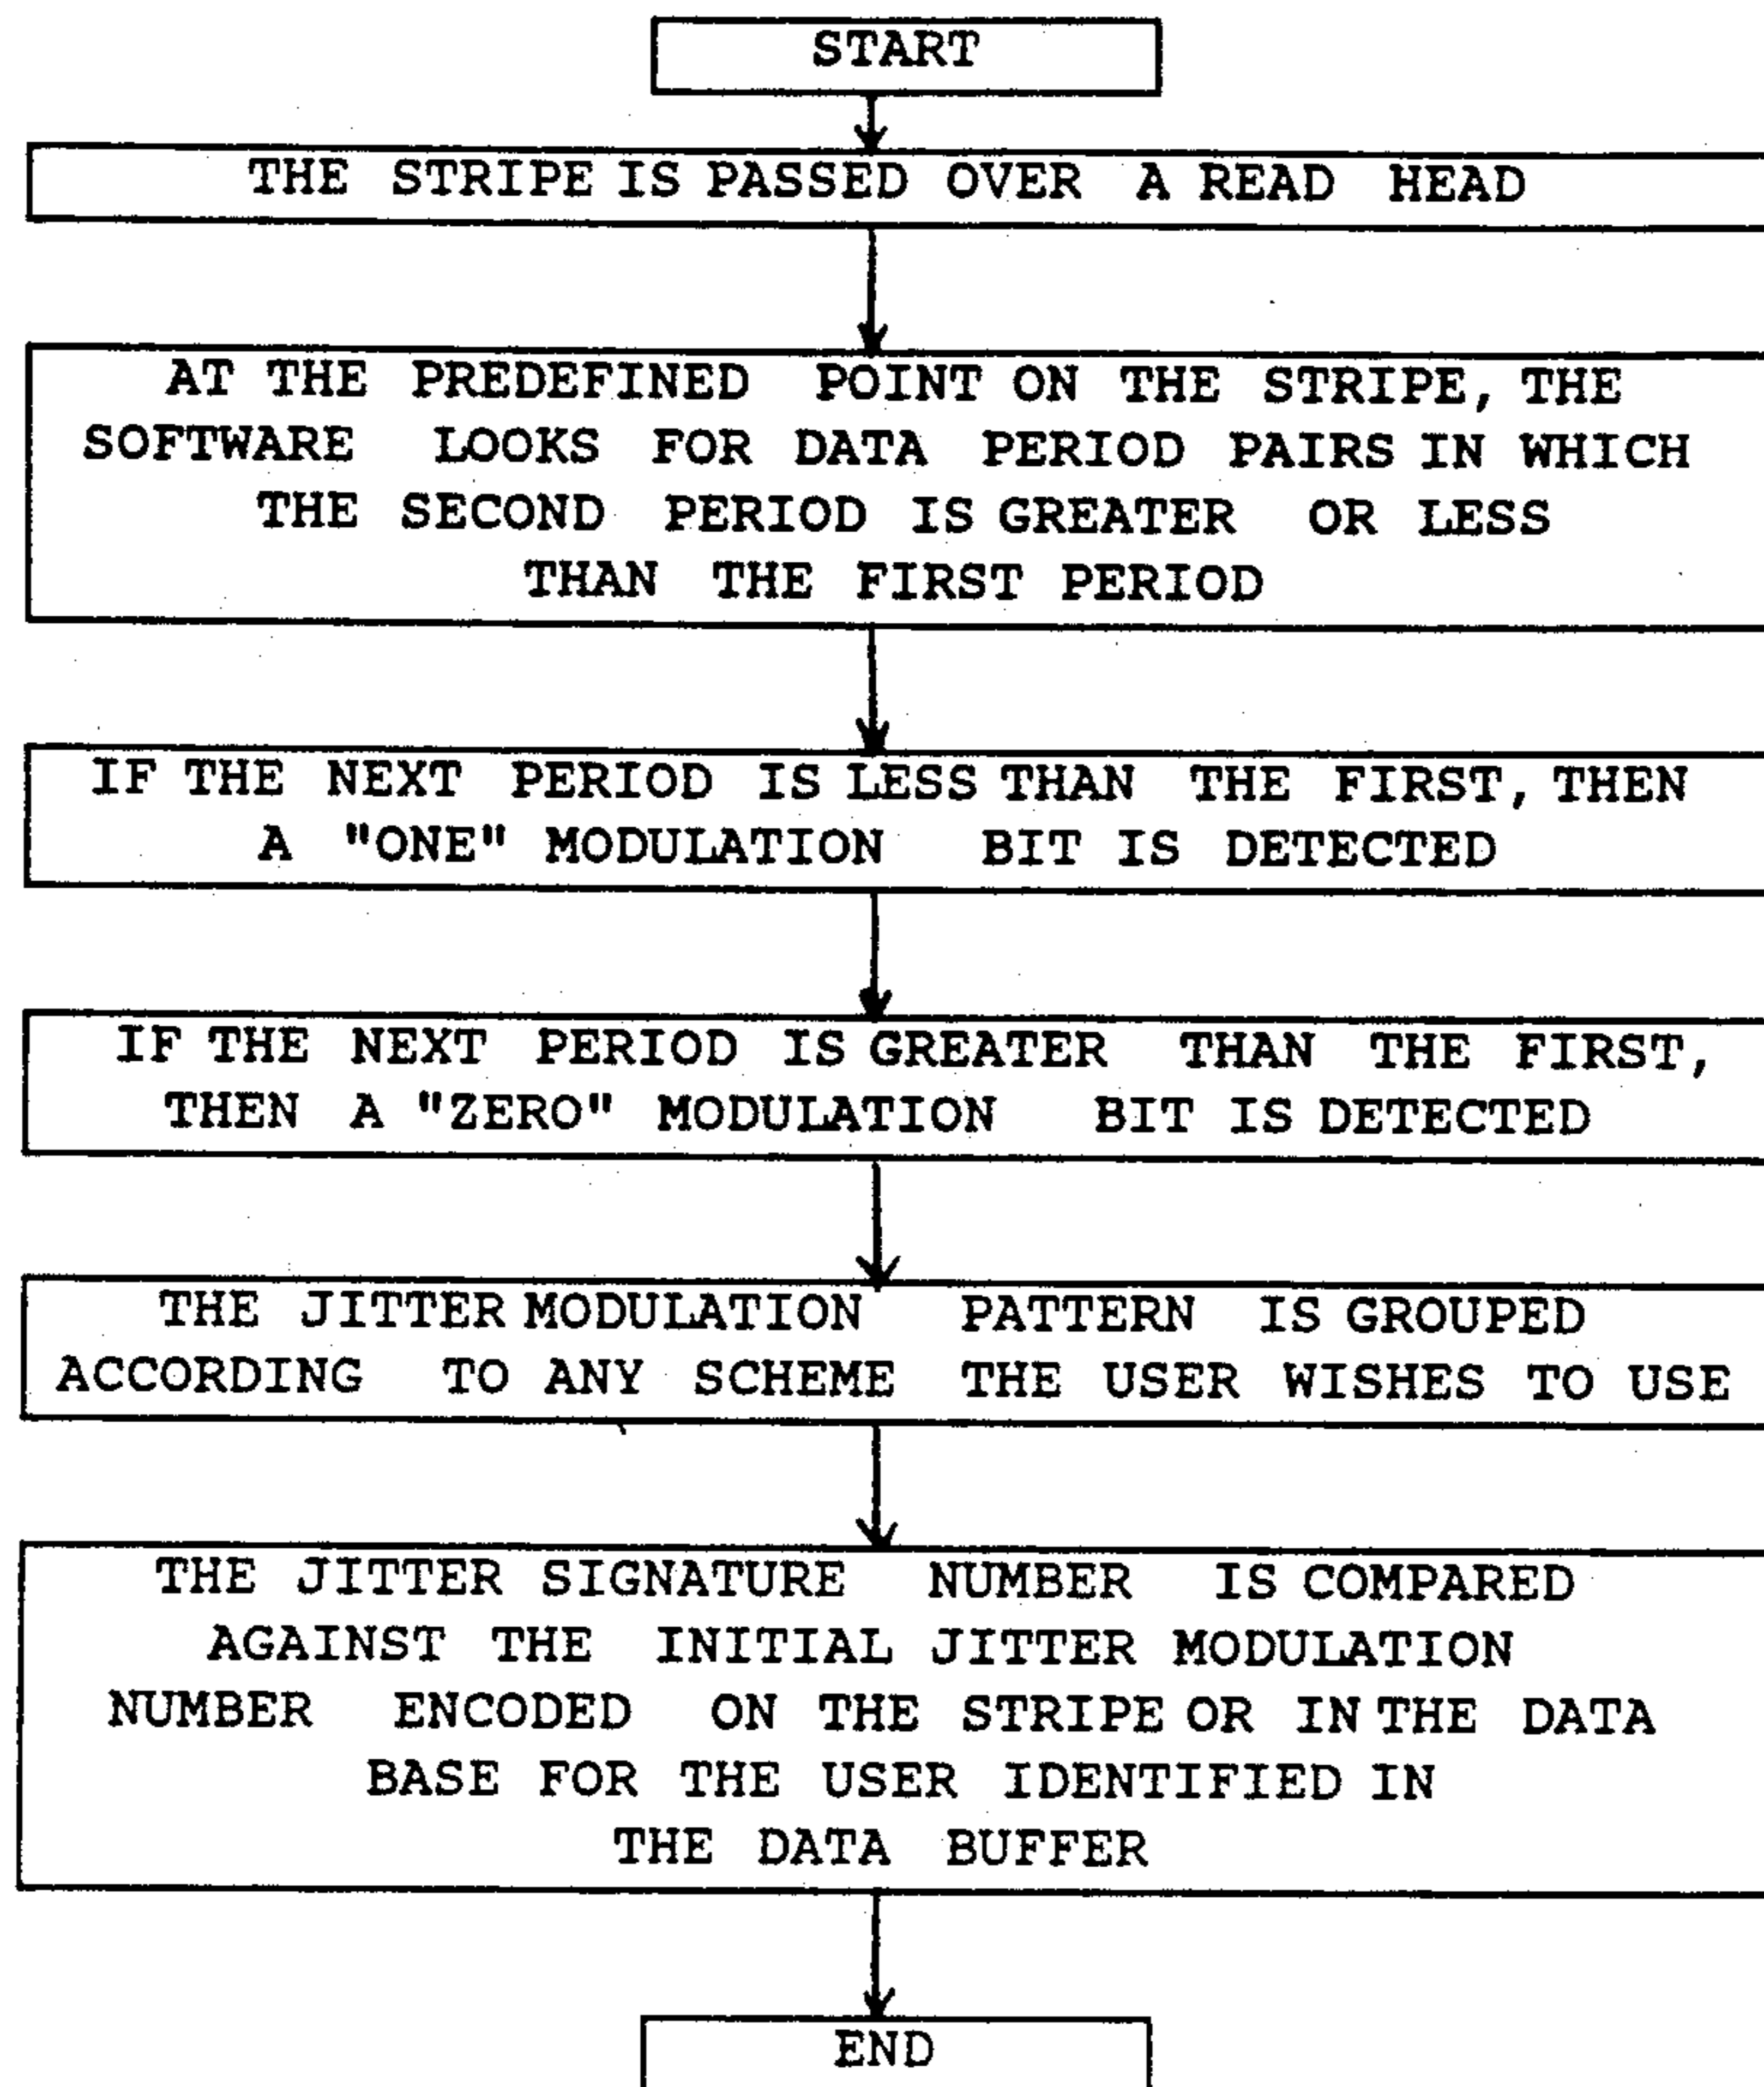 START
THE STRIPE IS PASSED OVER A READ HEAD
AT THE PREDEFINED POINT ON THE STRIPE, THE
SOFTWARE LOOKS FOR DATA PERIOD PAIRS IN WHICH
THE SECOND PERIOD IS GREATER OR LESS
THAN THE FIRST PERIOD
IF THE NEXT PERIOD IS LESS THAN THE FIRST, THEN
A "ONE" MODULATION BIT IS DETECTED
IF THE NEXT PERIOD IS GREATER THAN THE FIRST,
THEN A "ZERO" MODULATION BIT IS DETECTED
THE JITTER MODULATION PATTERN IS GROUPED
ACCORDING TO ANY SCHEME THE USER WISHES TO USE
THE JITTER SIGNATURE NUMBER IS COMPARED
AGAINST THE INITIAL JITTER MODULATION
NUMBER ENCODED ON THE STRIPE OR IN THE DATA
BASE FOR THE USER IDENTIFIED IN
THE DATA BUFFER
END